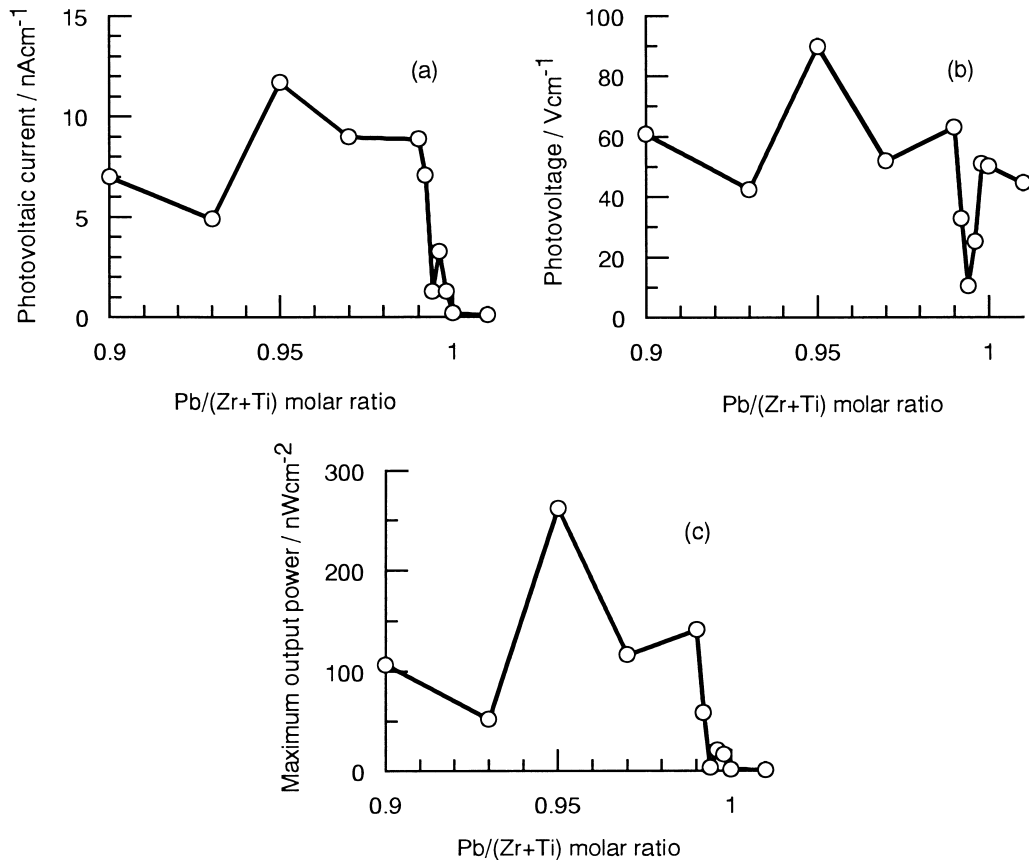 Photovoltaic current / nAcm-1
15
10
5
0
0.9
0.95
1
(a)
Pb/(Zr+Ti) molar ratio
Photovoltage / Vcm-1
100
80
60
40
20
0
0.9
0.95
1
(b)
Pb/(Zr+Ti) molar ratio
Maximum output power / nWcm-2
300
200
100
0
0.9
0.95
1
(c)
Pb/(Zr+Ti) molar ratio